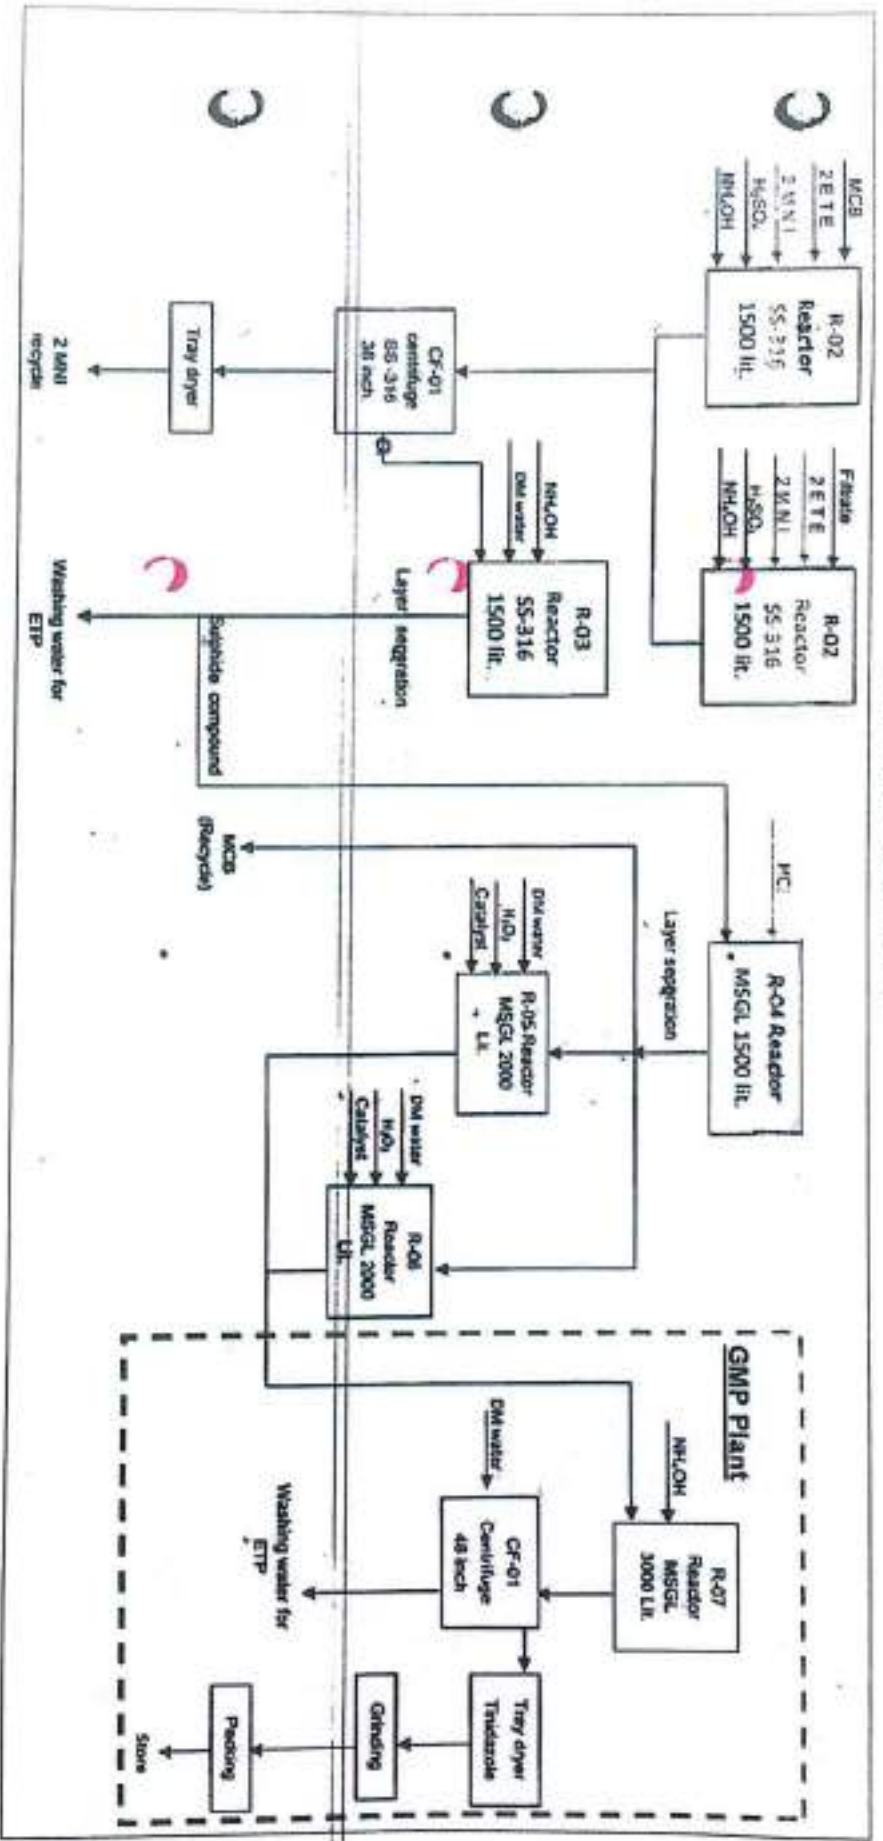 MCB
2 E T E
2 M N I
H₂SO₄
NH₄OH
R-02
Reactor
SS-316
1500 lit.
Filtrate
2 E T E
2 M N I
H₂SO₄
NH₄OH
R-02
Reactor
SS-316
1500 lit.
CF-01
centrifuge
SS -316
36 inch
Tray dryer
2 MNI
recycle
NH₄OH
DM water
R-03
Reactor
SS-316
1500 lit.
Layer sepration
Sulphide compound
Washing water for
ETP
R-04 Reactor
MSGL 1500 lit.
Layer sepration
MCB
(Recycle)
DM water
H₂O₂
Catalyst
R-05 Reactor
MSGL 2000
Lit.
DM water
H₂O₂
Catalyst
R-06
Reactor
MSGL 2000
Lit.
GMP Plant
NH₄OH
R-07
Reactor
MSGL
3000 Lit.
DM water
CF-01
Centrifuge
48 inch
Washing water for
ETP
Tray dryer
Tinidazole
Grinding
Packing
Store